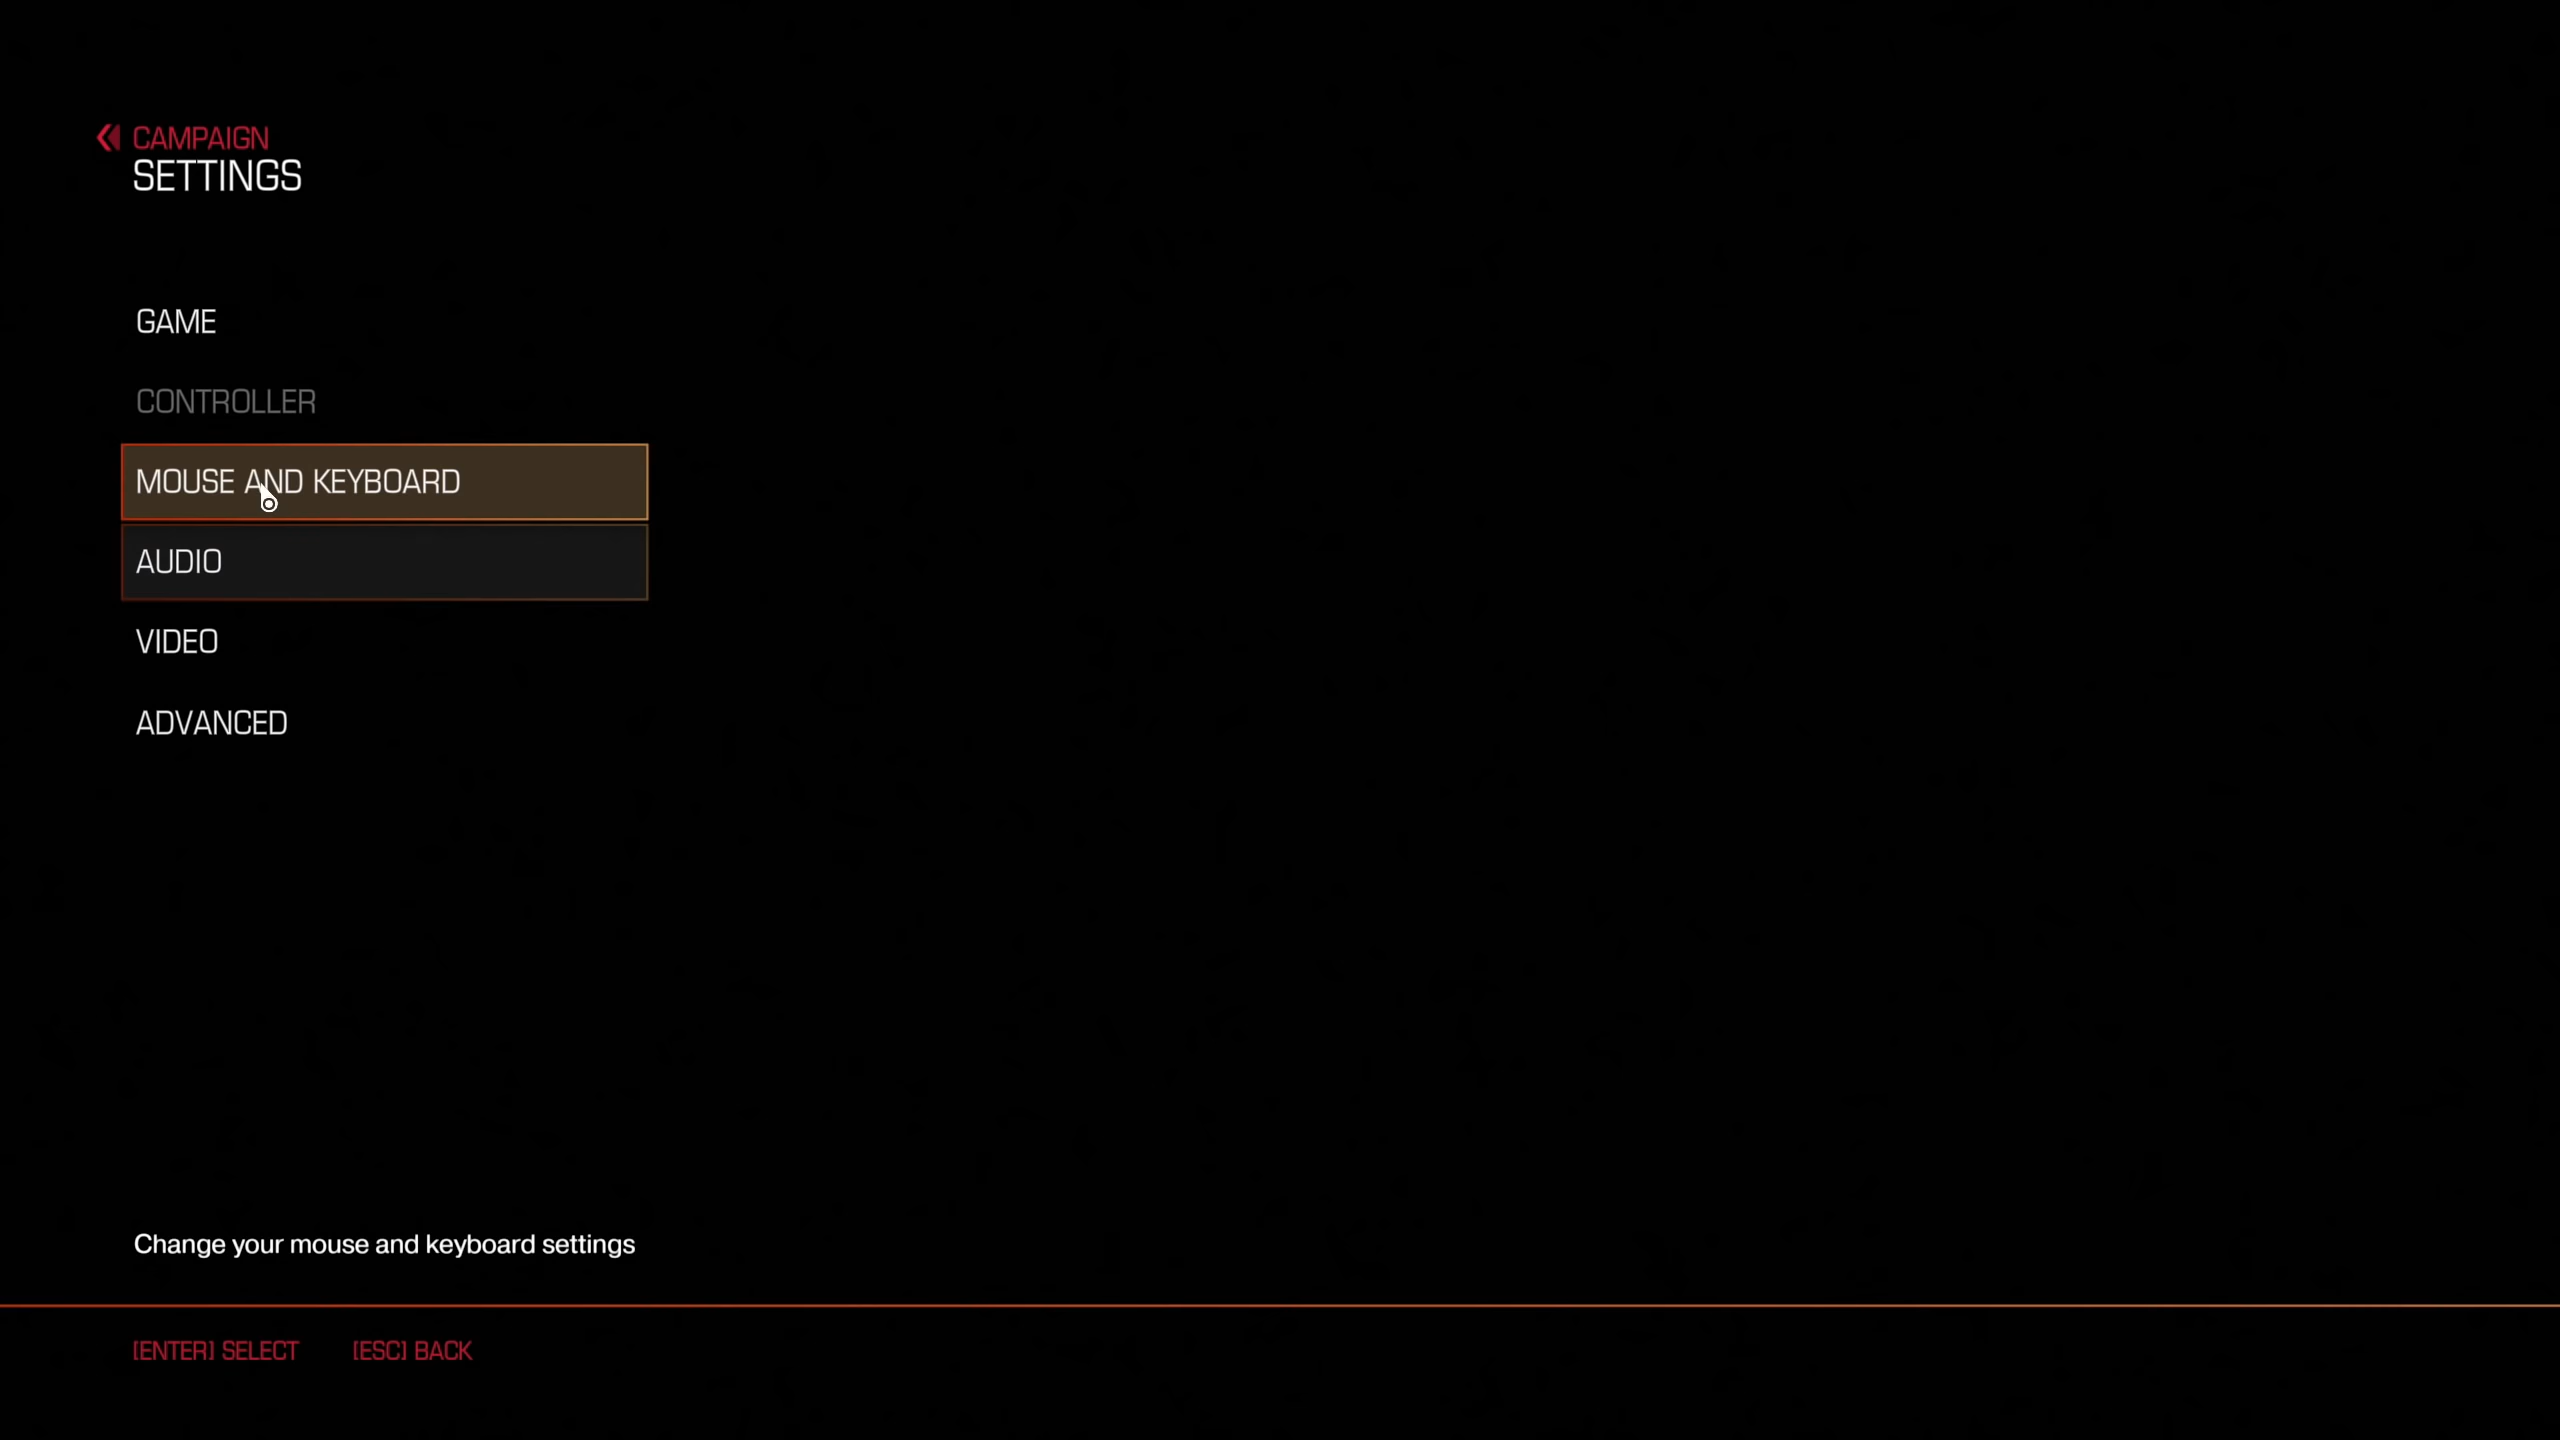 CAMPAIGN
SETTINGS
GAME
CONTROLLER
MOUSE AND KEYBOARD
AUDIO
VIDEO
ADVANCED
Change your mouse and keyboard settings
[ENTER] SELECT [ESC] BACK